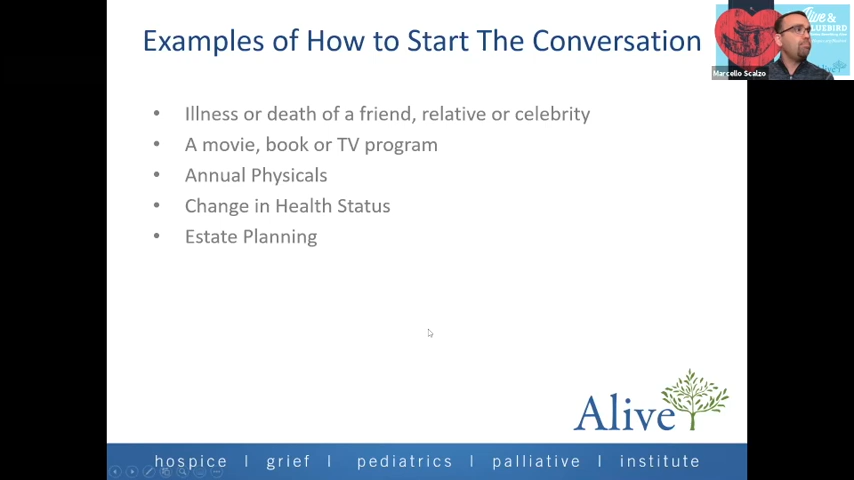 Examples of How to Start The Conversation
• Illness or death of a friend, relative or celebrity
• A movie, book or TV program
• Annual Physicals
• Change in Health Status
• Estate Planning
Alive
hospice | grief | pediatrics | palliative | institute
Marcello Scalzo